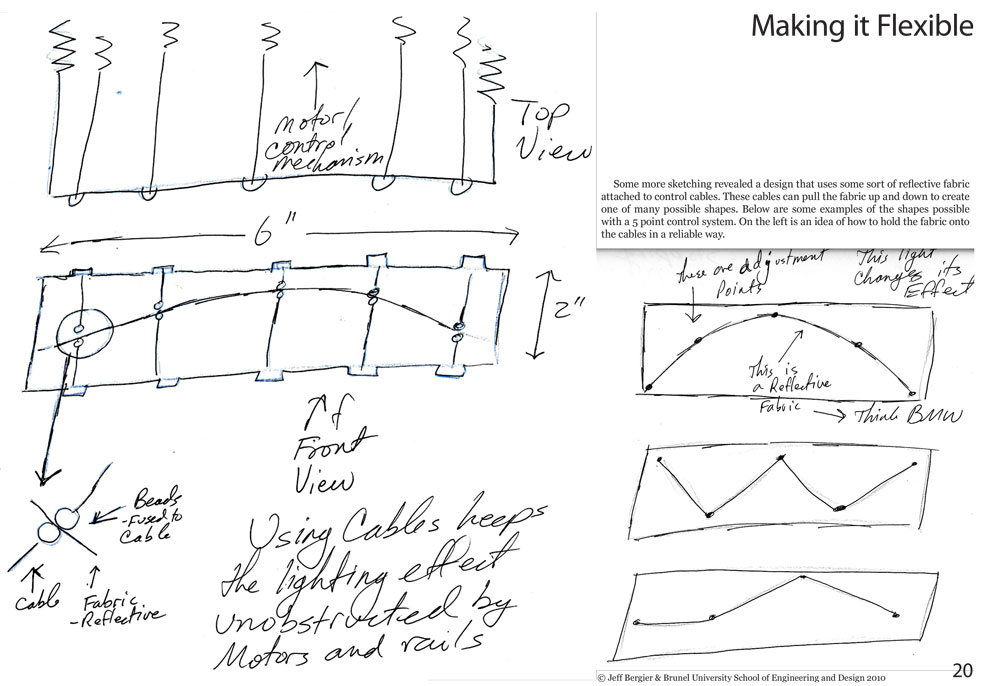 Making it Flexible
Motor/
control
mechanism
Top
View
6"
2"
Front
View
Beads
-Fused to
Cable
Cable
Fabric
-Reflective
Using Cables keeps
the lighting effect
unobstructed by
Motors and rails
Some more sketching revealed a design that uses some sort of reflective fabric
attached to control cables. These cables can pull the fabric up and down to create
one of many possible shapes. Below are some examples of the shapes possible
with a 5 point control system. On the left is an idea of how to hold the fabric onto
the cables in a reliable way.
These are adjustment
Points
This light
Changes its
Effect
This is
a Reflective
Fabric
Think BMW
20
© Jeff Bergier & Brunel University School of Engineering and Design 2010